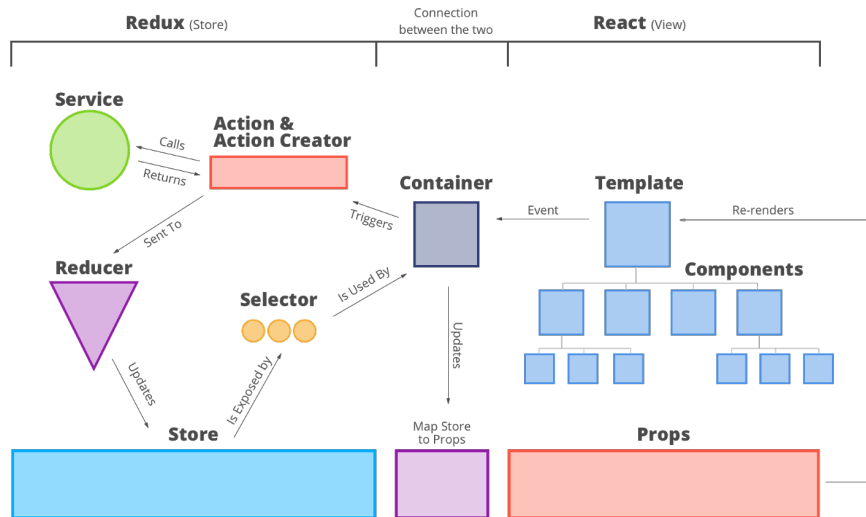 Redux (Store)
Connection
between the two
React (View)
Service
Action &
Action Creator
Calls
Returns
Container
Template
Triggers
Event
Re-renders
Sent To
Reducer
Selector
Is Used By
Components
Updates
Updates
Is Exposed by
Store
Map Store
to Props
Props